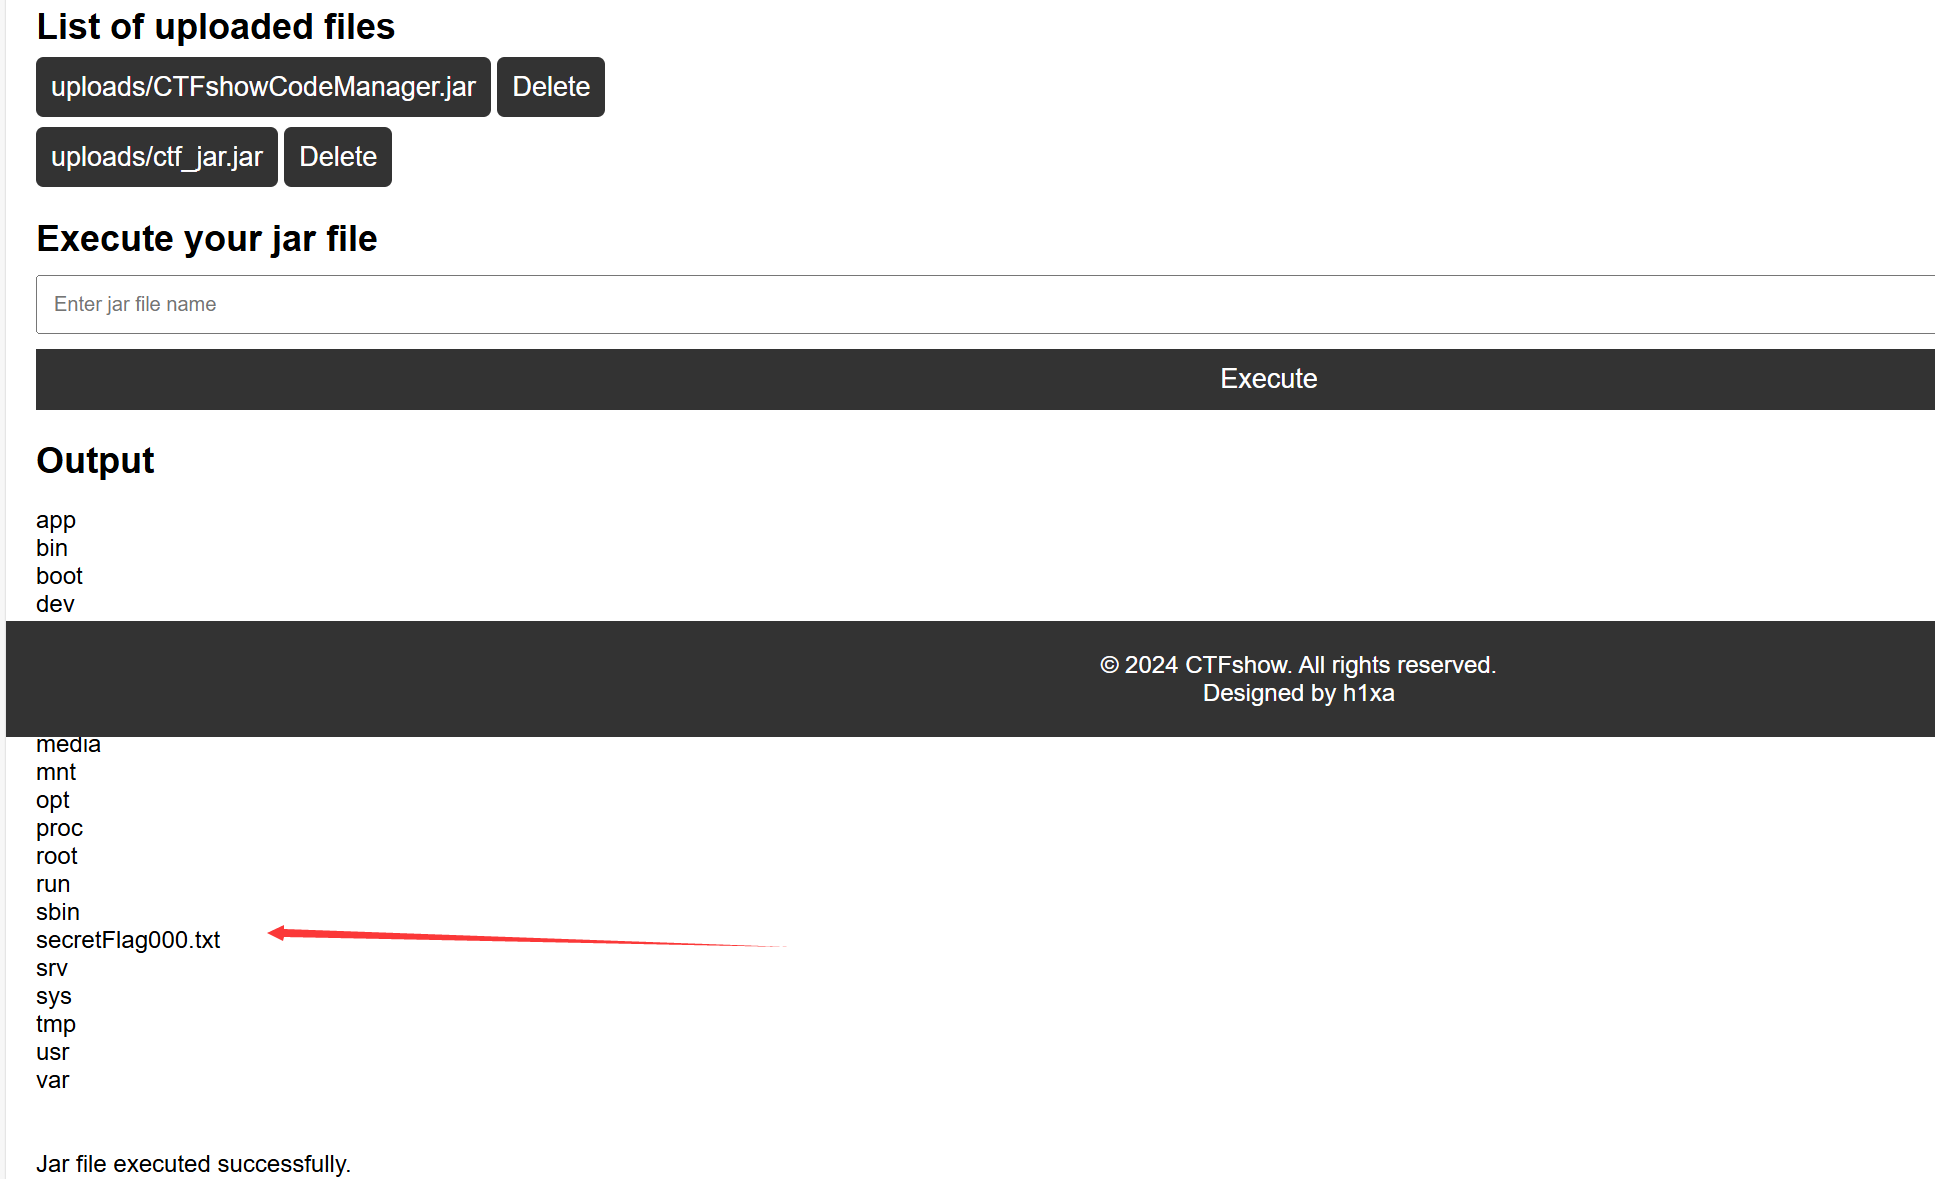 List of uploaded files
uploads/CTFshowCodeManager.jar Delete
uploads/ctf_jar.jar Delete
Execute your jar file
Enter jar file name
Execute
Output
app
bin
boot
dev
© 2024 CTFshow. All rights reserved.
Designed by h1xa
media
mnt
opt
proc
root
run
sbin
secretFlag000.txt
srv
sys
tmp
usr
var
Jar file executed successfully.